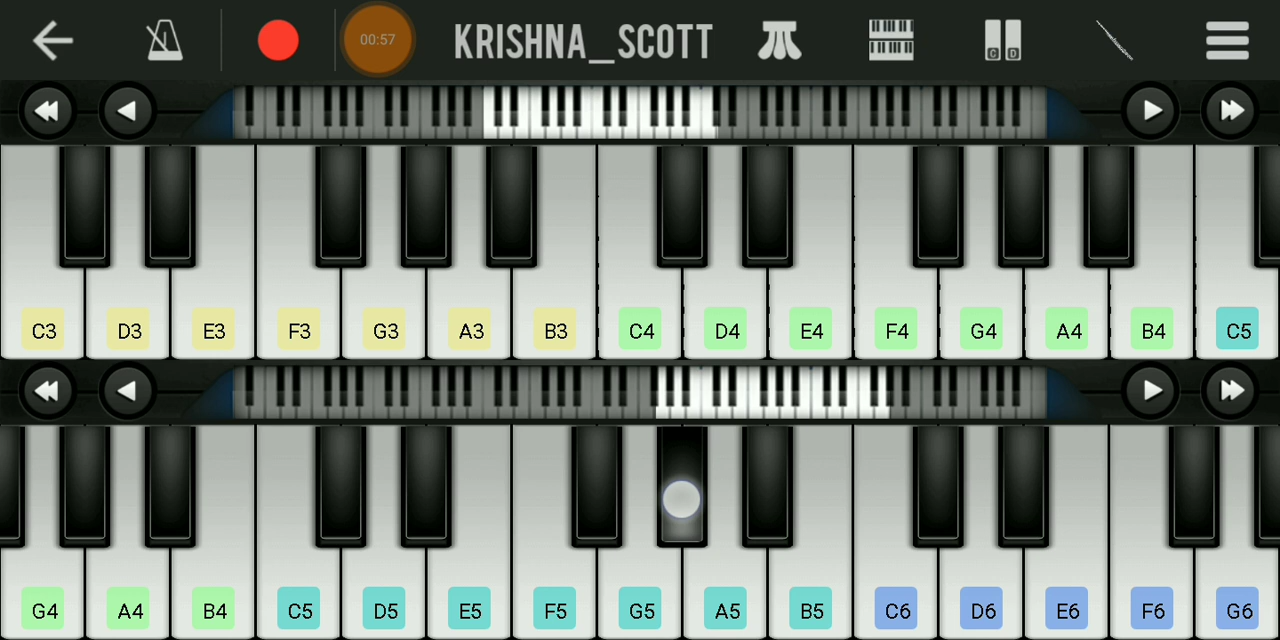 00:57 KRISHNA_SCOTT C D
C3 D3 E3 F3 G3 A3 B3 C4 D4 E4 F4 G4 A4 B4 C5
G4 A4 B4 C5 D5 E5 F5 G5 A5 B5 C6 D6 E6 F6 G6